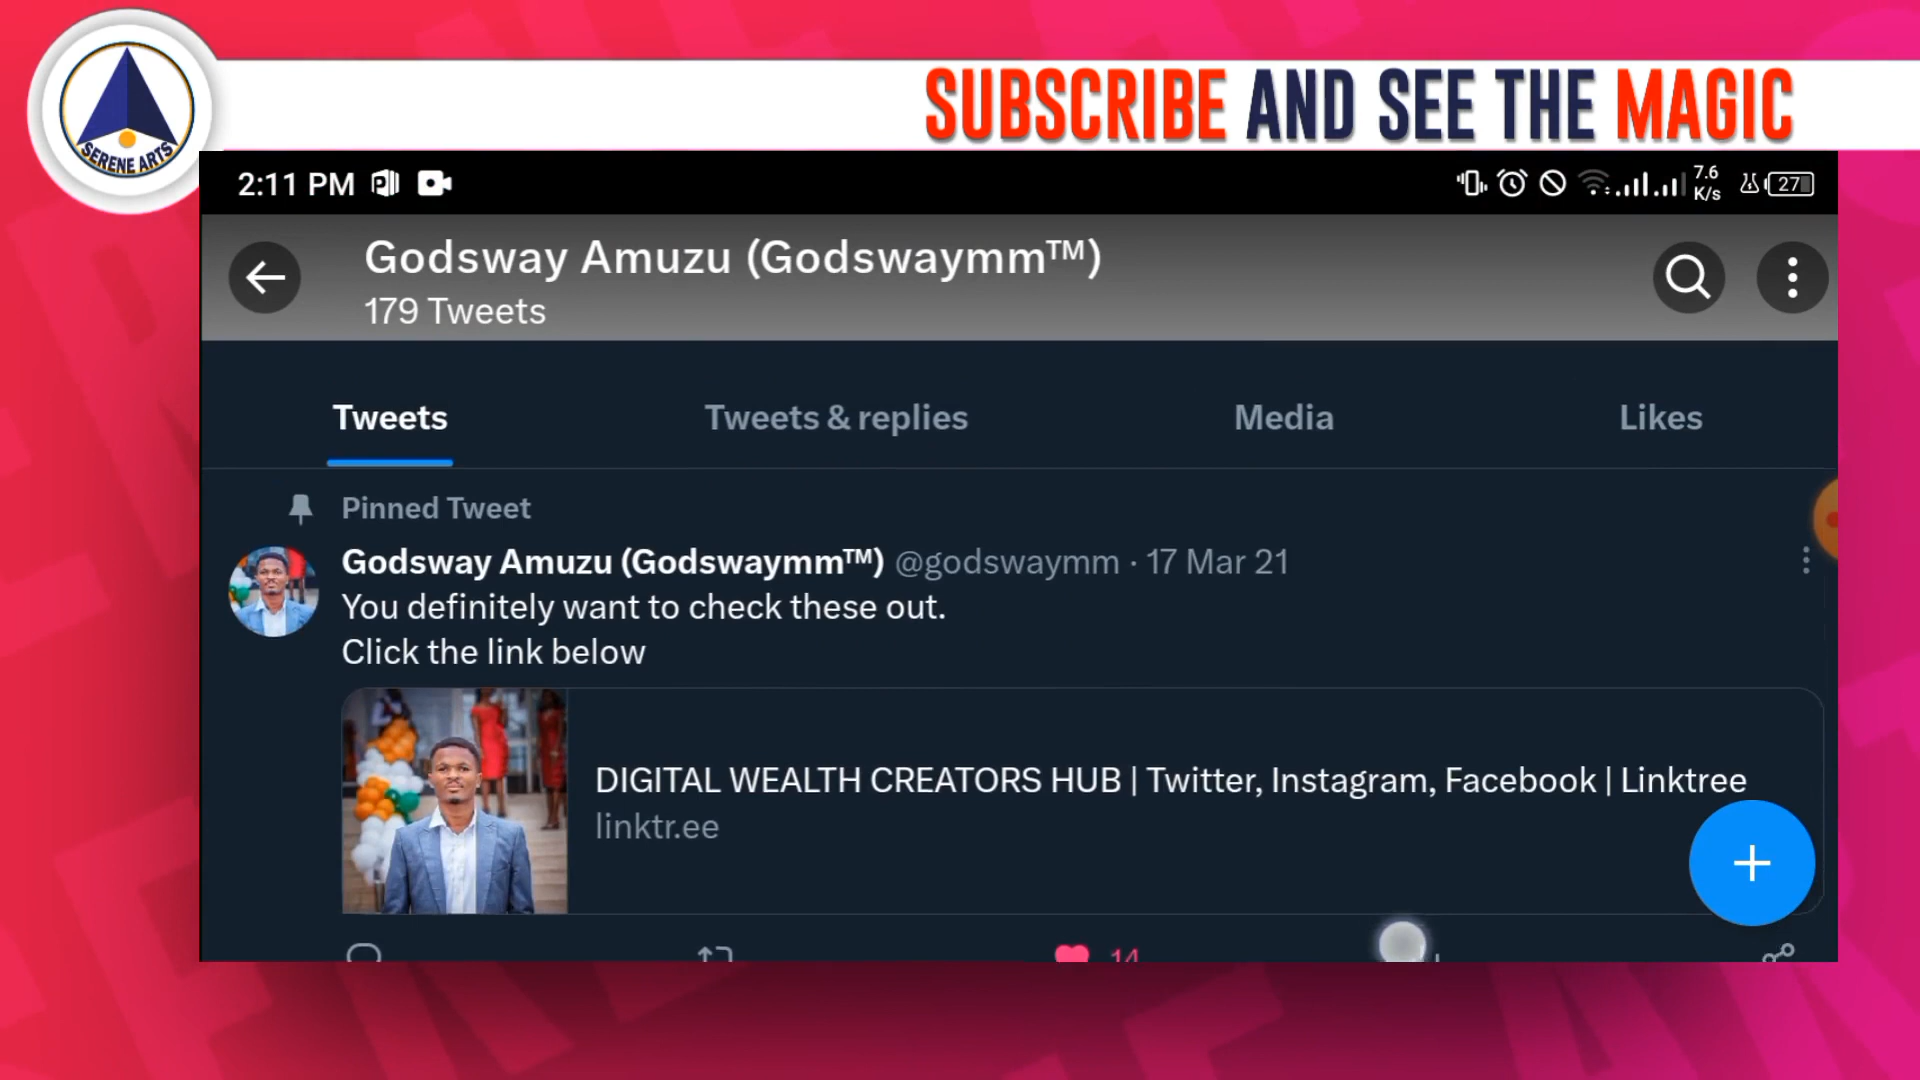 SUBSCRIBE AND SEE THE MAGIC
SERENE ARTS
2:11 PM
7.6
K/s
27
Godsway Amuzu (Godswaymm™)
179 Tweets
Tweets
Tweets & replies
Media
Likes
Pinned Tweet
Godsway Amuzu (Godswaymm™) @godswaymm · 17 Mar 21
You definitely want to check these out.
Click the link below
DIGITAL WEALTH CREATORS HUB | Twitter, Instagram, Facebook | Linktree
linktr.ee
14